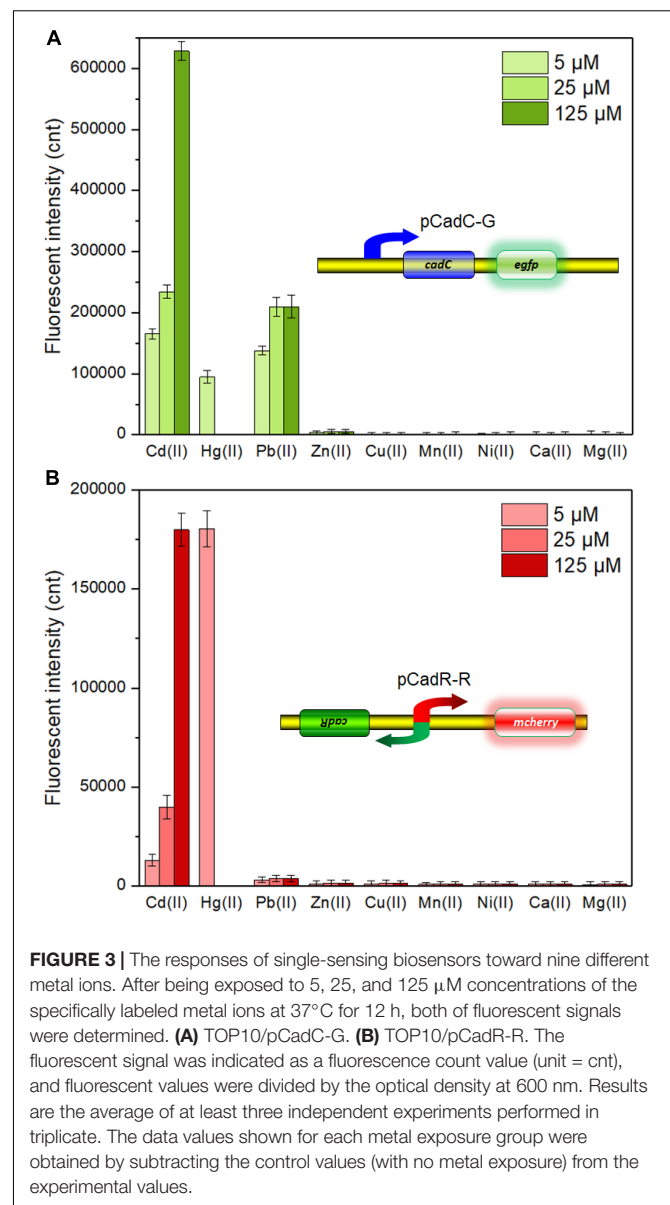 A
5 µM
25 µM
125 µM
600000
500000
400000
300000
200000
100000
0
Fluorescent intensity (cnt)
pCadC-G
cadC
egfp
Cd(II) Hg(II) Pb(II) Zn(II) Cu(II) Mn(II) Ni(II) Ca(II) Mg(II)
B
5 µM
25 µM
125 µM
200000
150000
100000
50000
0
Fluorescent intensity (cnt)
pCadR-R
cadR
mcherry
Cd(II) Hg(II) Pb(II) Zn(II) Cu(II) Mn(II) Ni(II) Ca(II) Mg(II)
FIGURE 3 | The responses of single-sensing biosensors toward nine different
metal ions. After being exposed to 5, 25, and 125 µM concentrations of the
specifically labeled metal ions at 37°C for 12 h, both of fluorescent signals
were determined. (A) TOP10/pCadC-G. (B) TOP10/pCadR-R. The
fluorescent signal was indicated as a fluorescence count value (unit = cnt),
and fluorescent values were divided by the optical density at 600 nm. Results
are the average of at least three independent experiments performed in
triplicate. The data values shown for each metal exposure group were
obtained by subtracting the control values (with no metal exposure) from the
experimental values.